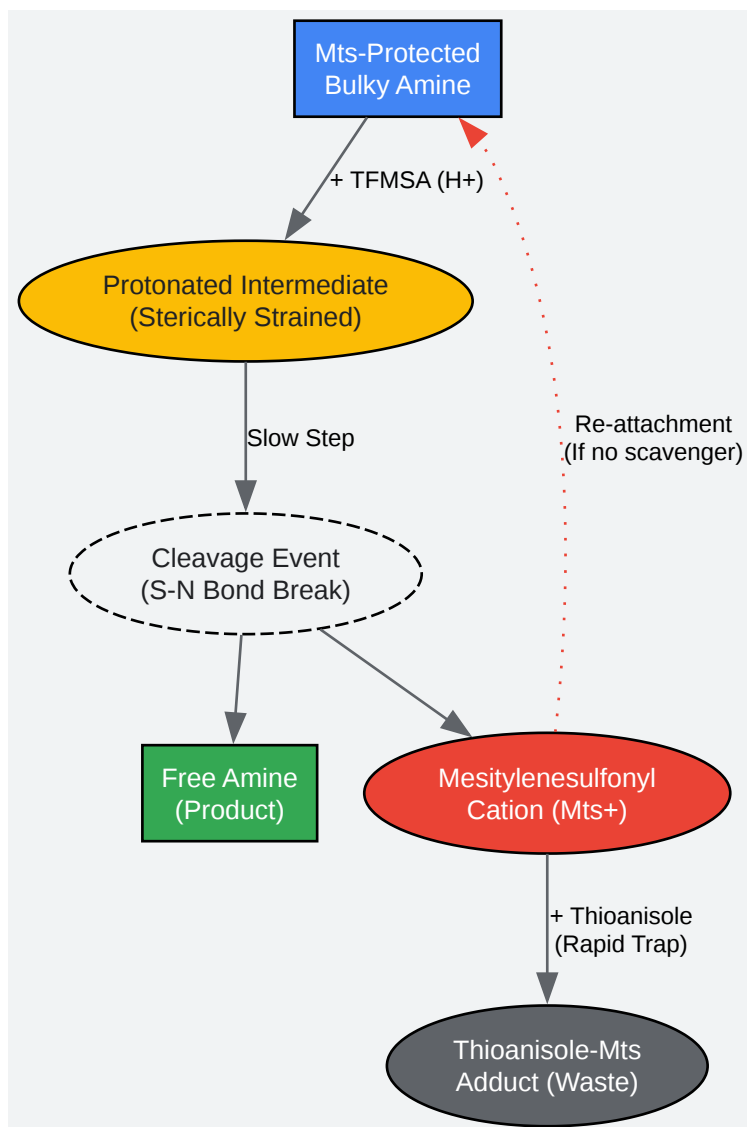 Mts-Protected
Bulky Amine
+ TFMSA (H+)
Protonated Intermediate
(Sterically Strained)
Slow Step
Re-attachment
(If no scavenger)
Cleavage Event
(S-N Bond Break)
Free Amine
(Product)
Mesitylenesulfonyl
Cation (Mts+)
+ Thioanisole
(Rapid Trap)
Thioanisole-Mts
Adduct (Waste)